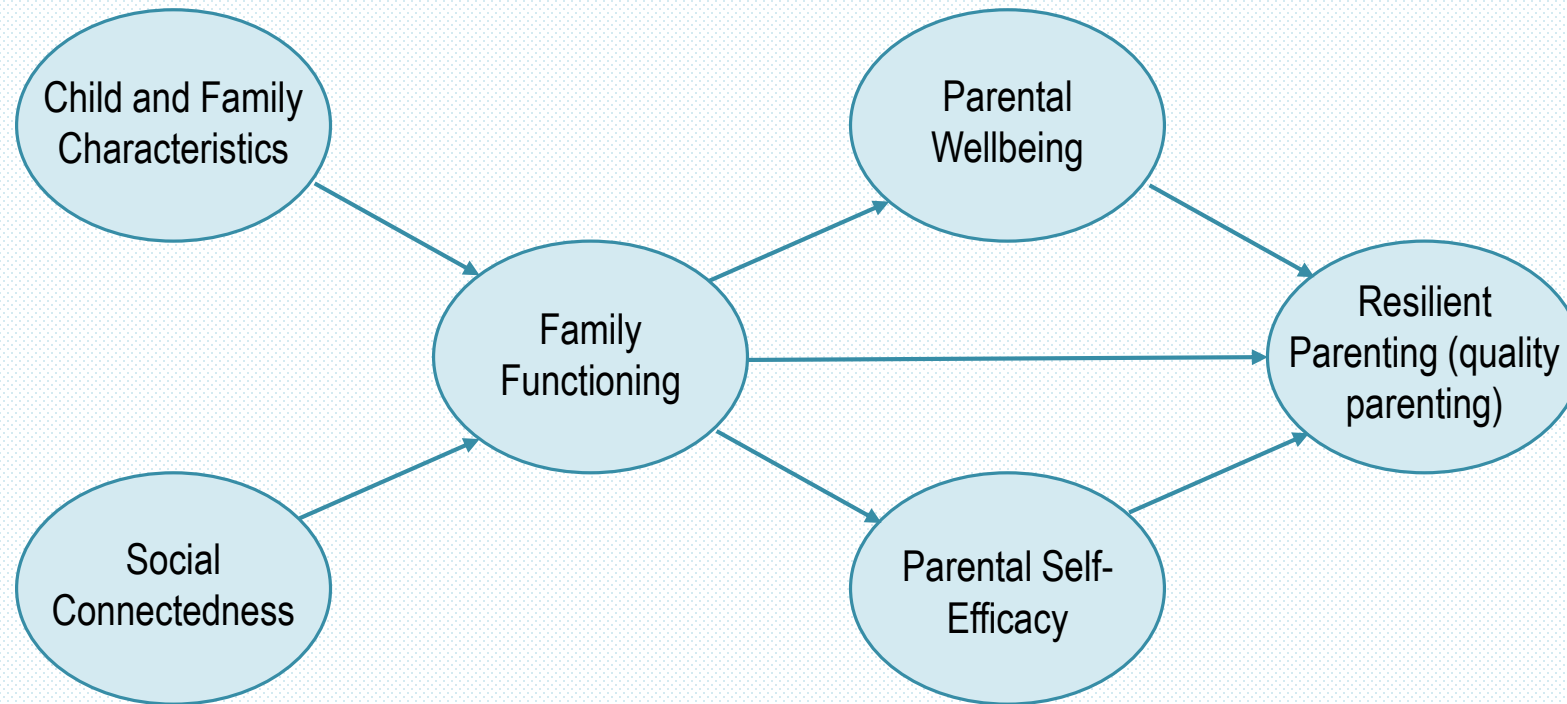 Child and Family
Characteristics
Parental
Wellbeing
Family
Functioning
Resilient
Parenting (quality
parenting)
Social
Connectedness
Parental Self-
Efficacy